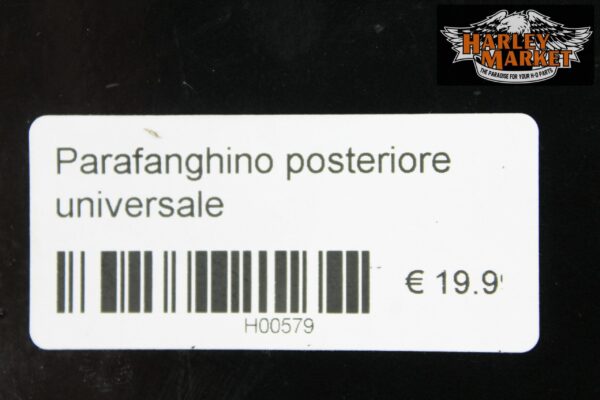 HARLEY
MARKET
THE PARADISE FOR YOUR H-D PARTS
Parafanghino posteriore
universale
€ 19.9
H00579